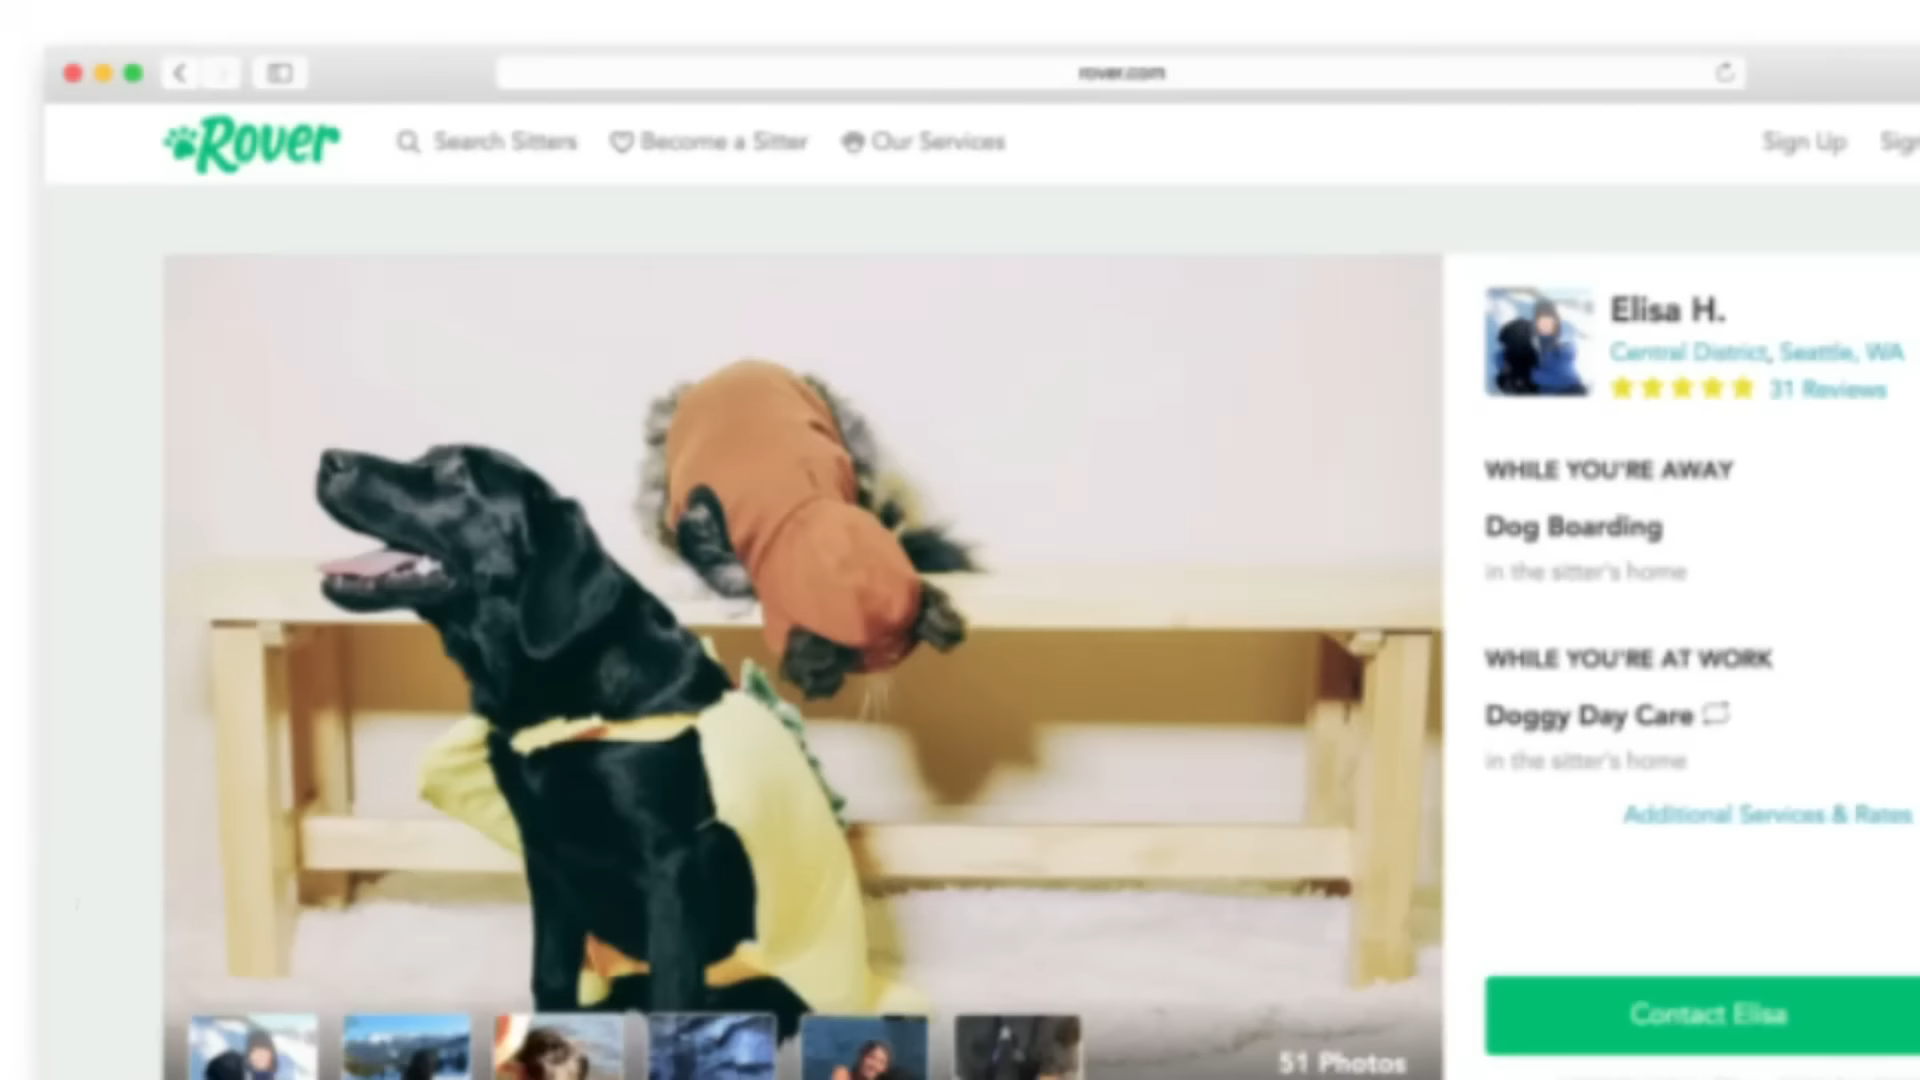 rover.com
Rover
Search Sitters
Become a Sitter
Our Services
Sign Up
Sign
Elisa H.
Central District, Seattle, WA
31 Reviews
WHILE YOU'RE AWAY
Dog Boarding
in the sitter's home
WHILE YOU'RE AT WORK
Doggy Day Care
in the sitter's home
Additional Services & Rates
Contact Elisa
51 Photos